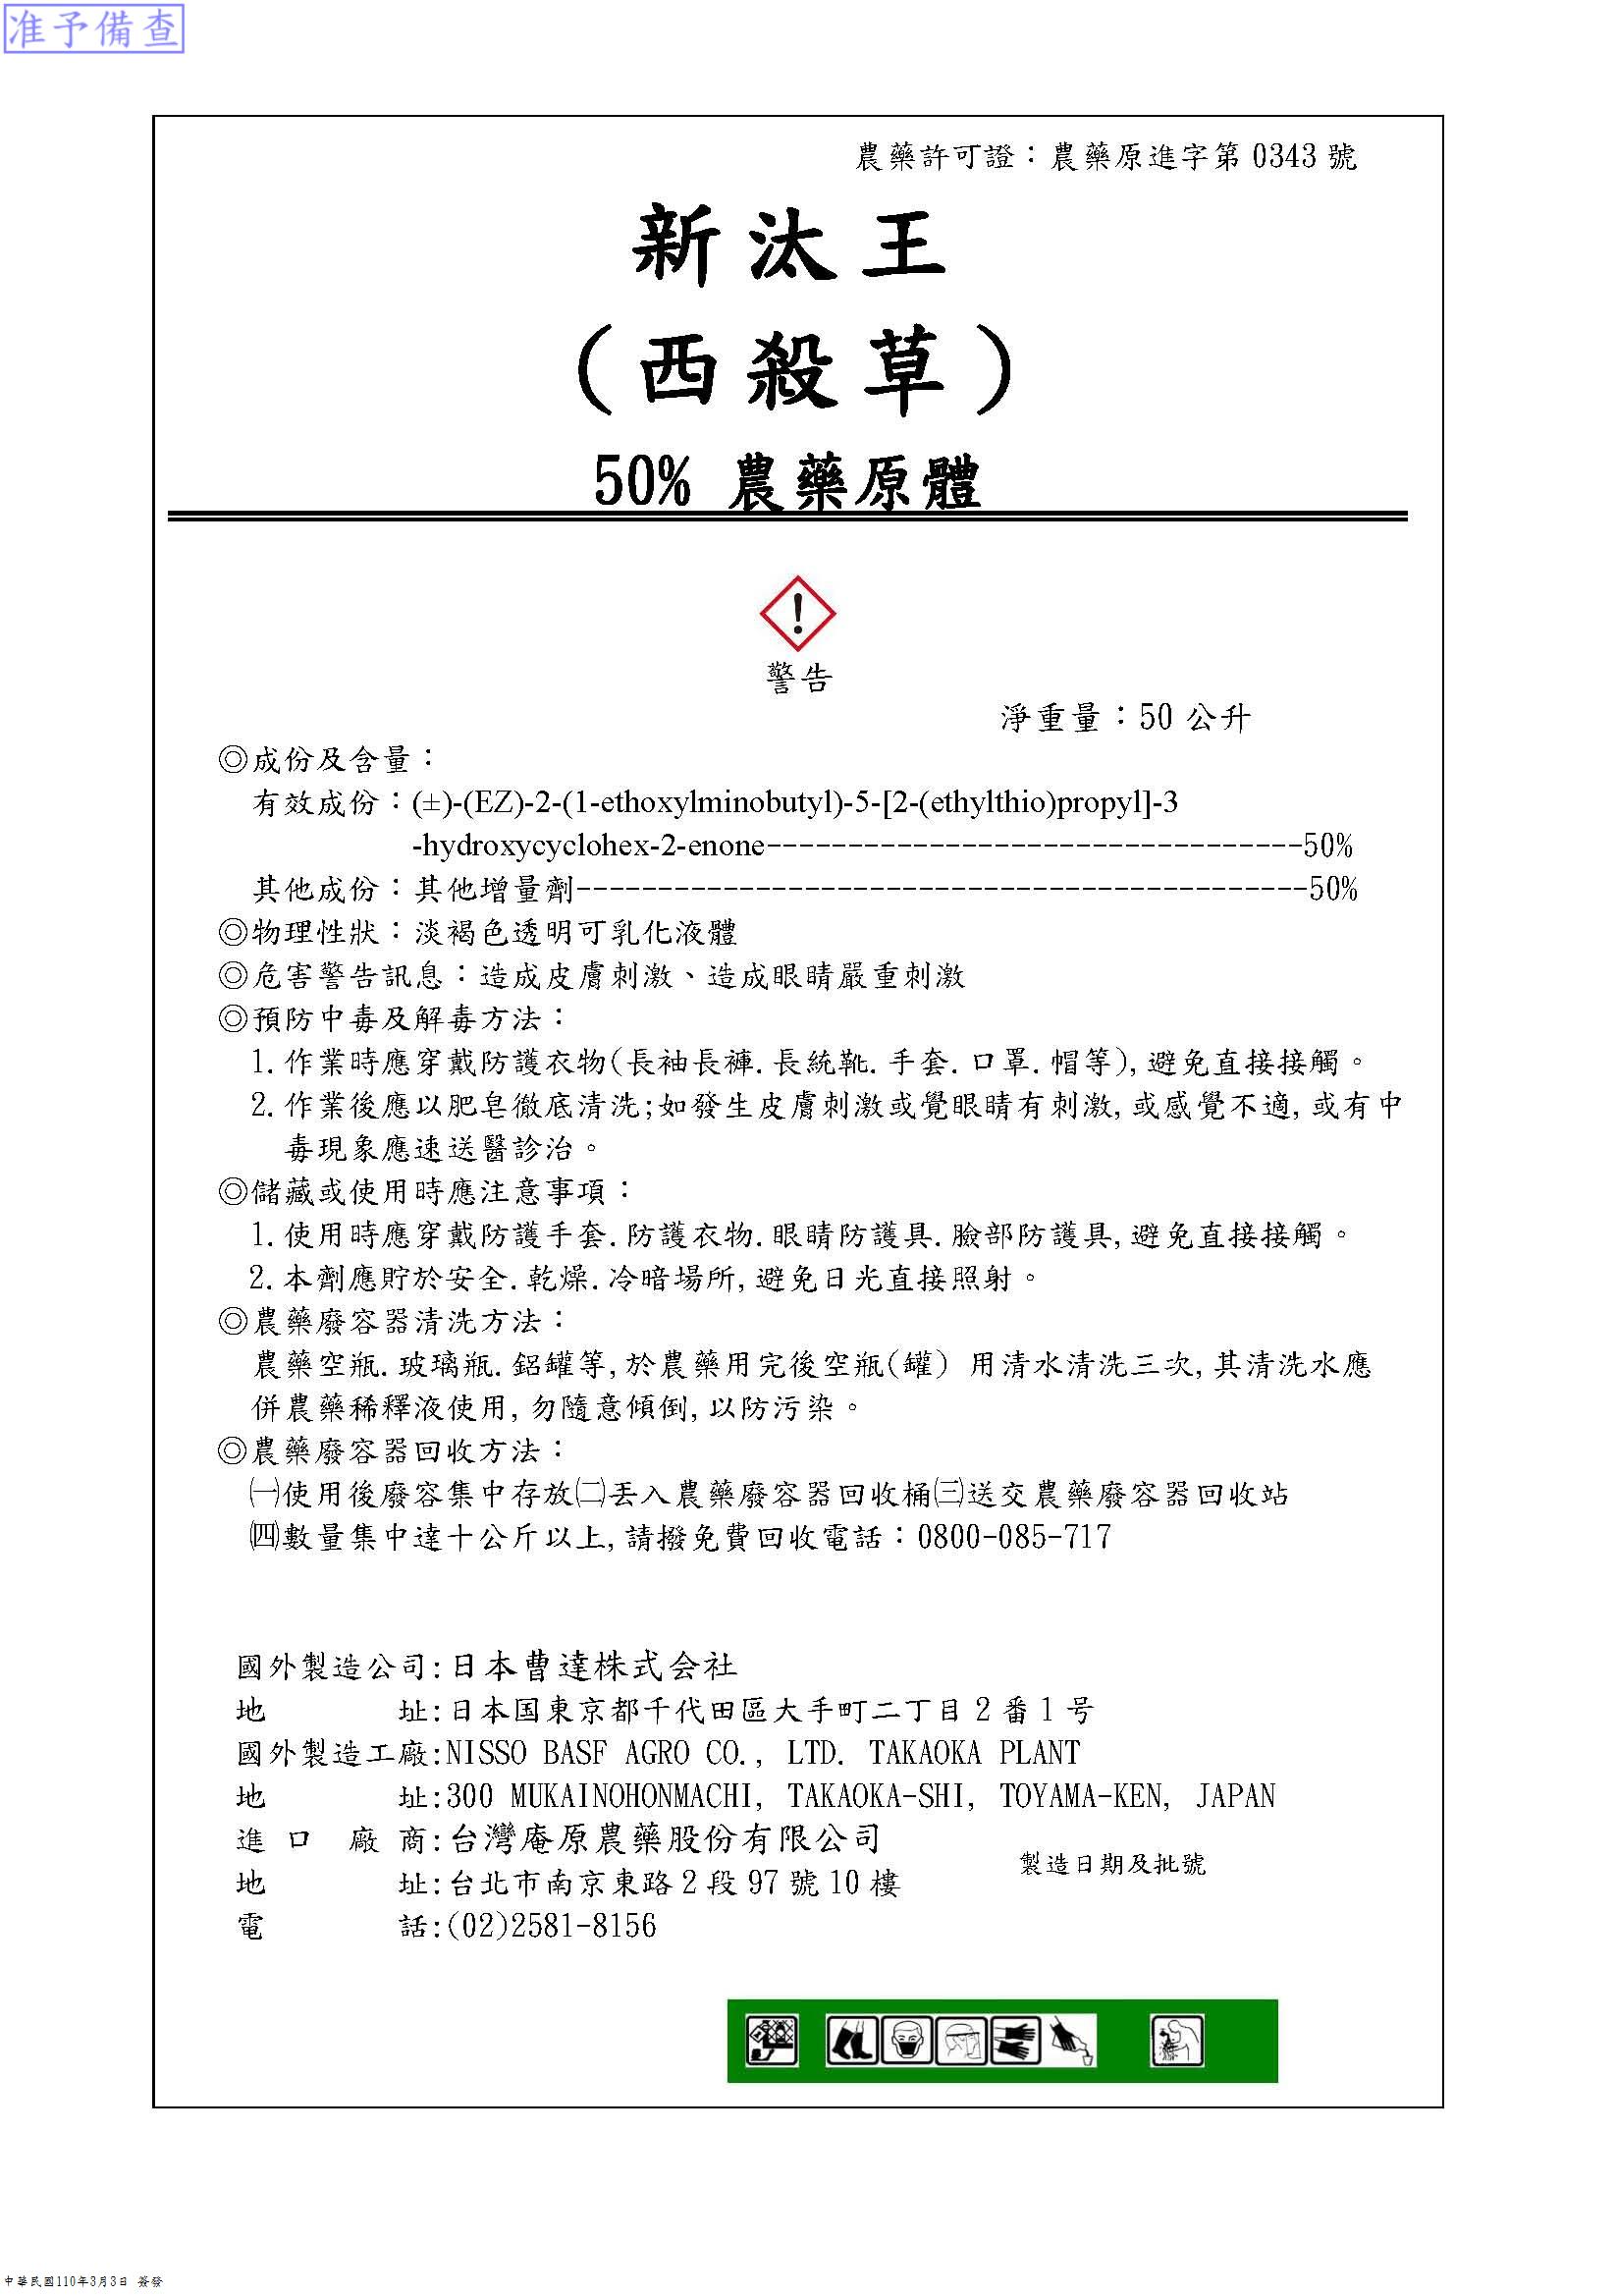 准予備查
農藥許可證：農藥原進字第 0343 號
新汰王
（西殺草）
50% 農藥原體
警告
淨重量：50 公升
◎成份及含量：
有效成份：(±)-(EZ)-2-(1-ethoxylminobutyl)-5-[2-(ethylthio)propyl]-3
-hydroxycyclohex-2-enone---------------------------------50%
其他成份：其他增量劑---------------------------------------------50%
◎物理性狀：淡褐色透明可乳化液體
◎危害警告訊息：造成皮膚刺激、造成眼睛嚴重刺激
◎預防中毒及解毒方法：
1.作業時應穿戴防護衣物(長袖長褲.長統靴.手套.口罩.帽等),避免直接接觸。
2.作業後應以肥皂徹底清洗;如發生皮膚刺激或覺眼睛有刺激,或感覺不適,或有中
毒現象應速送醫診治。
◎儲藏或使用時應注意事項：
1.使用時應穿戴防護手套.防護衣物.眼睛防護具.臉部防護具,避免直接接觸。
2.本劑應貯於安全.乾燥.冷暗場所,避免日光直接照射。
◎農藥廢容器清洗方法：
農藥空瓶.玻璃瓶.鋁罐等,於農藥用完後空瓶(罐) 用清水清洗三次,其清洗水應
併農藥稀釋液使用,勿隨意傾倒,以防污染。
◎農藥廢容器回收方法：
㈠使用後廢容集中存放㈡丟入農藥廢容器回收桶㈢送交農藥廢容器回收站
㈣數量集中達十公斤以上,請撥免費回收電話：0800-085-717
國外製造公司:日本曹達株式会社
地址:日本国東京都千代田區大手町二丁目 2 番 1 号
國外製造工廠:NISSO BASF AGRO CO., LTD. TAKAOKA PLANT
地址:300 MUKAINOHONMACHI, TAKAOKA-SHI, TOYAMA-KEN, JAPAN
進口廠商:台灣庵原農藥股份有限公司
製造日期及批號
地址:台北市南京東路 2 段 97 號 10 樓
電話:(02)2581-8156
中華民國110年3月3日 簽發